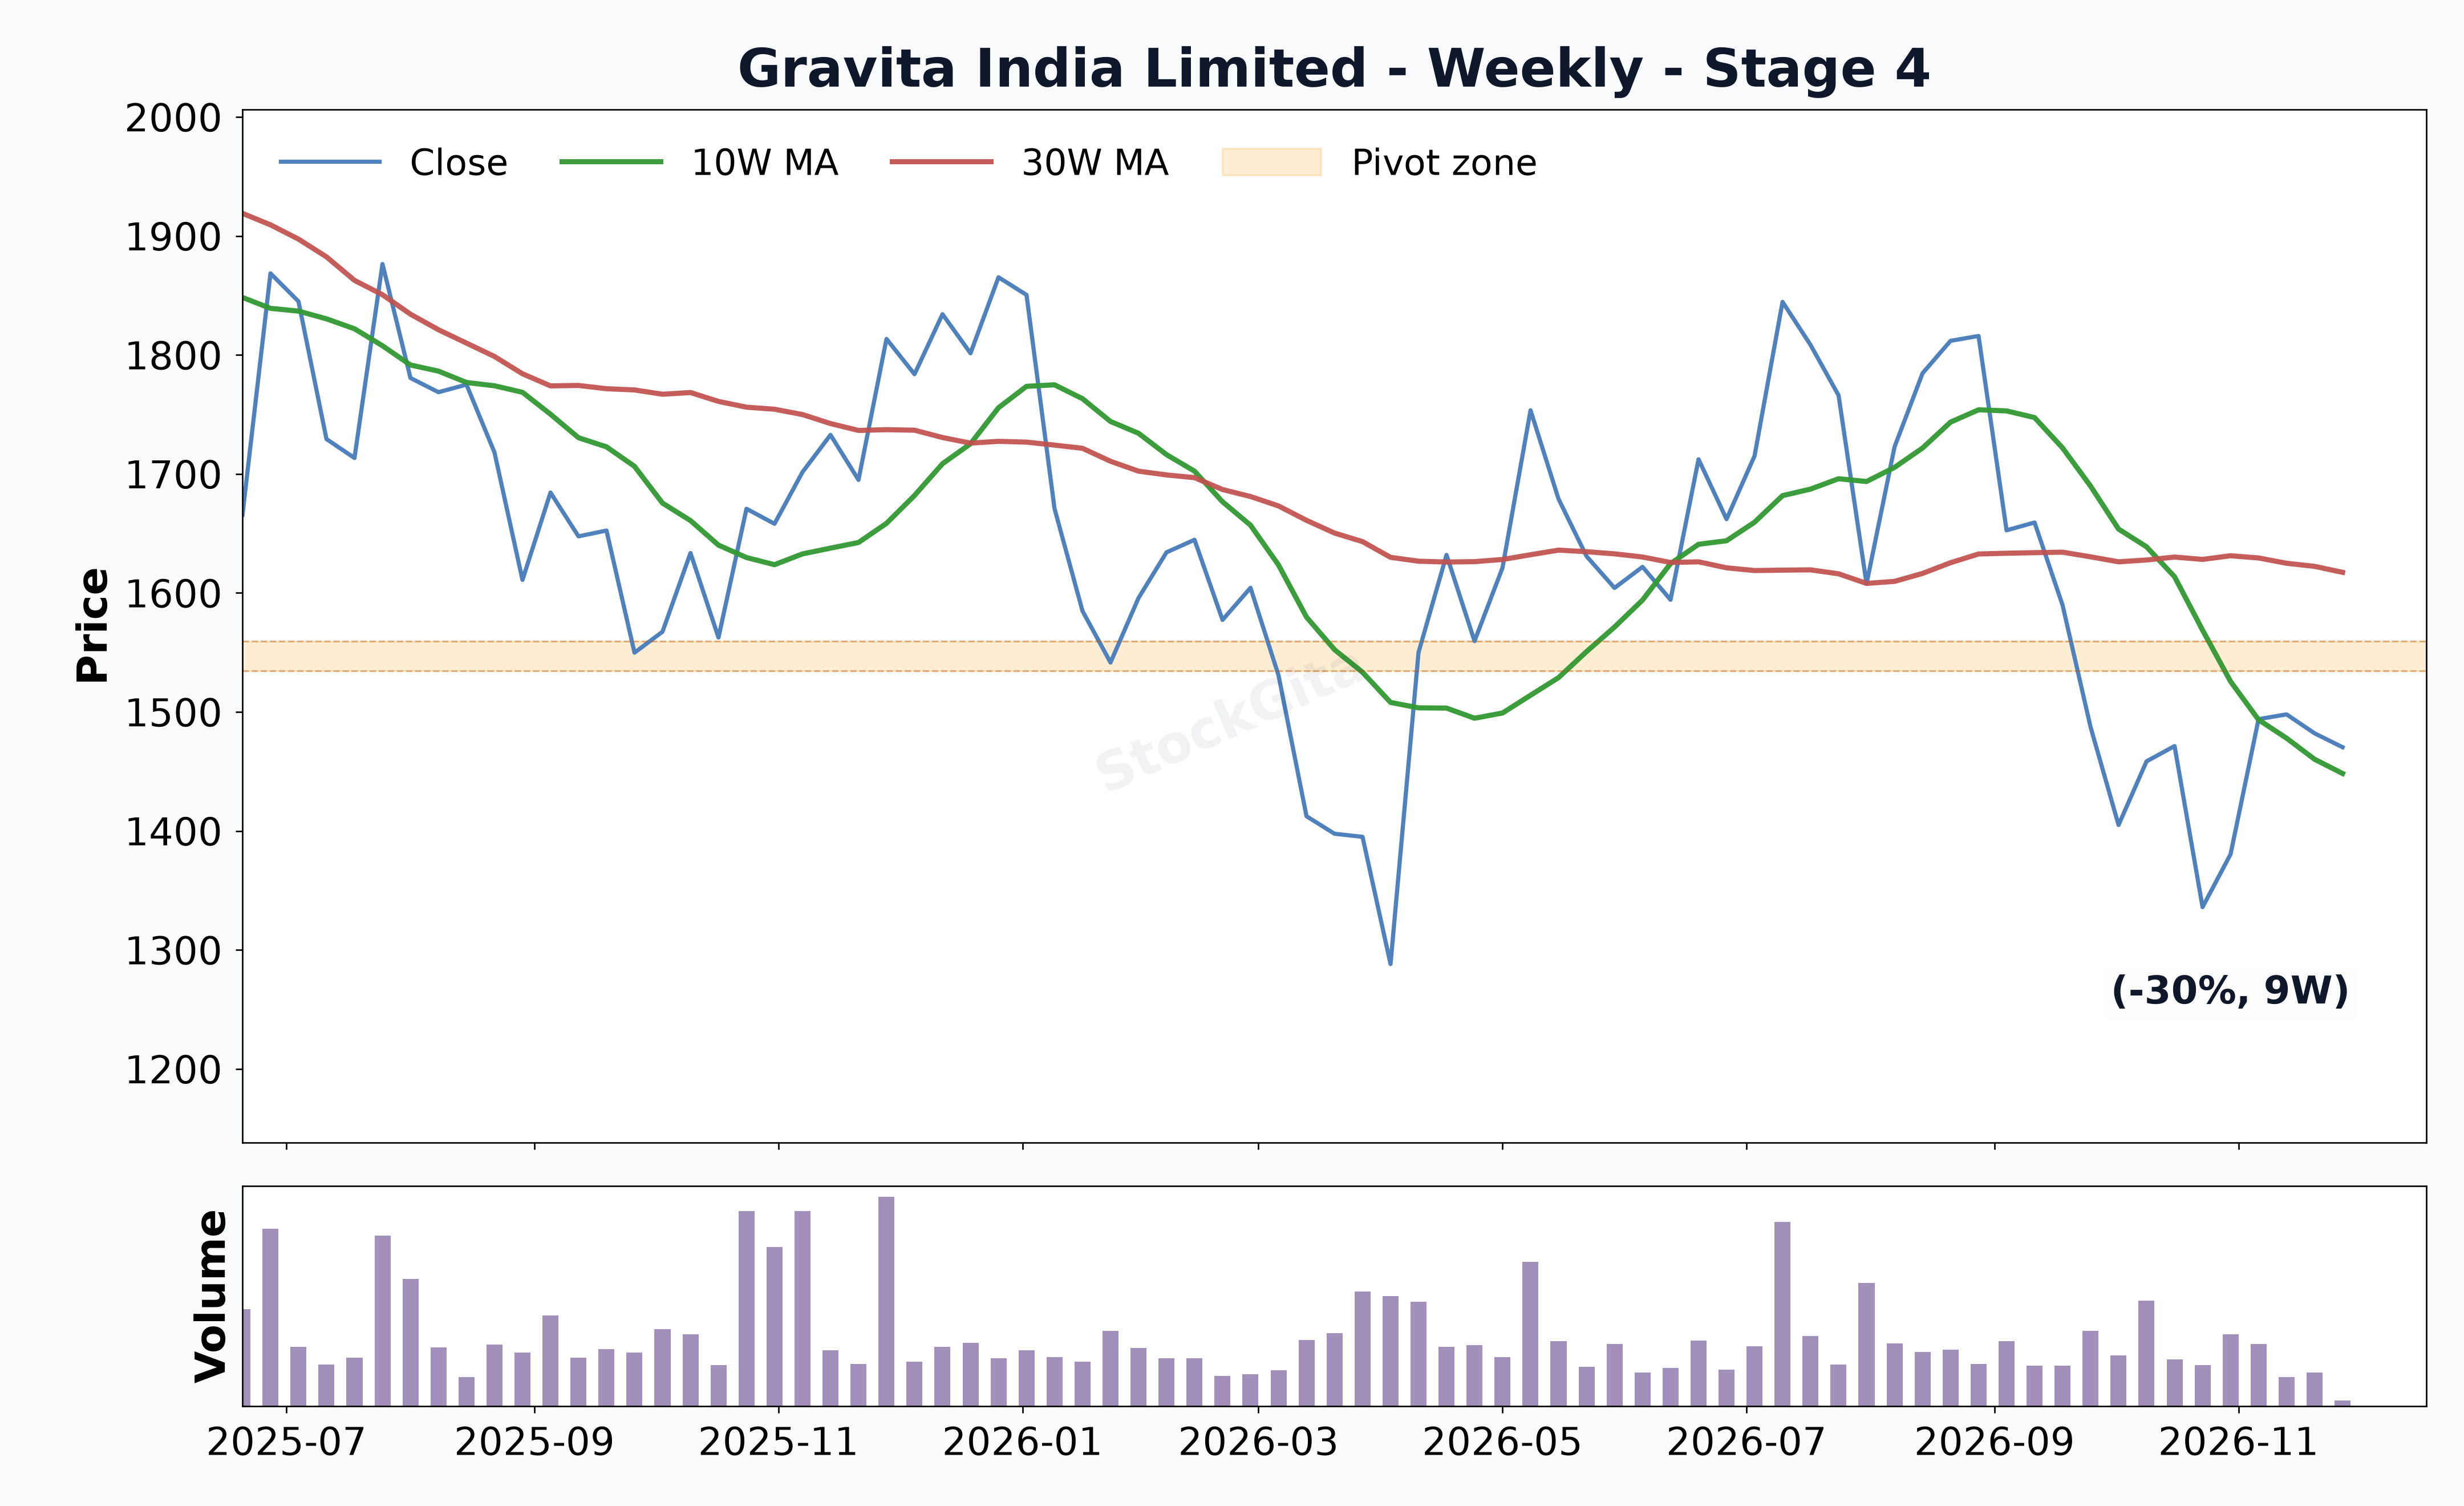 Gravita India Limited - Weekly - Stage 4
Close 10W MA 30W MA Pivot zone
2000
1900
1800
1700
1600
1500
1400
1300
1200
Price
StockGita
(-30%, 9W)
Volume
2025-07 2025-09 2025-11 2026-01 2026-03 2026-05 2026-07 2026-09 2026-11